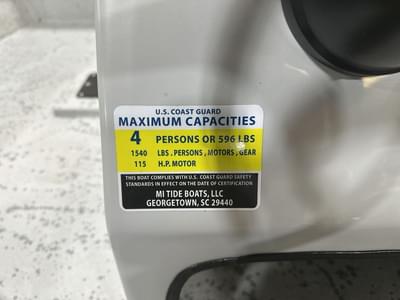 U.S. COAST GUARD
MAXIMUM CAPACITIES
4 PERSONS OR 596 LBS
1540 LBS . PERSONS , MOTORS , GEAR
115 H.P. MOTOR
THIS BOAT COMPLIES WITH U.S. COAST GUARD SAFETY
STANDARDS IN EFFECT ON THE DATE OF CERTIFICATION
MI TIDE BOATS, LLC
GEORGETOWN, SC 29440